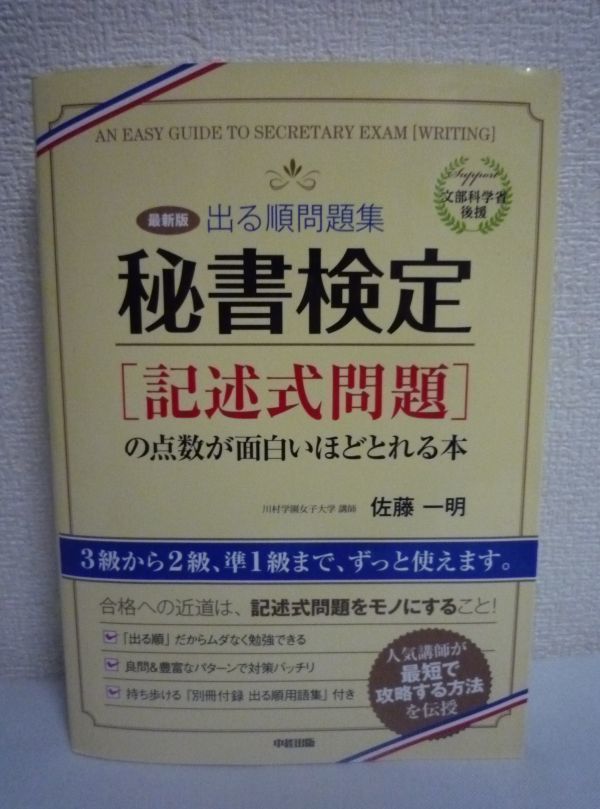 AN EASY GUIDE TO SECRETARY EXAM [WRITING]
Support
文部科学省
後援
最新版 出る順問題集
秘書検定
[記述式問題]
の点数が面白いほどとれる本
川村学園女子大学 講師 佐藤 一明
3級から2級、準1級まで、ずっと使えます。
合格への近道は、記述式問題をモノにすること!
「出る順」だからムダなく勉強できる
良問&豊富なパターンで対策バッチリ
持ち歩ける『別冊付録 出る順用語集』付き
人気講師が
最短で
攻略する方法
を伝授
中経出版